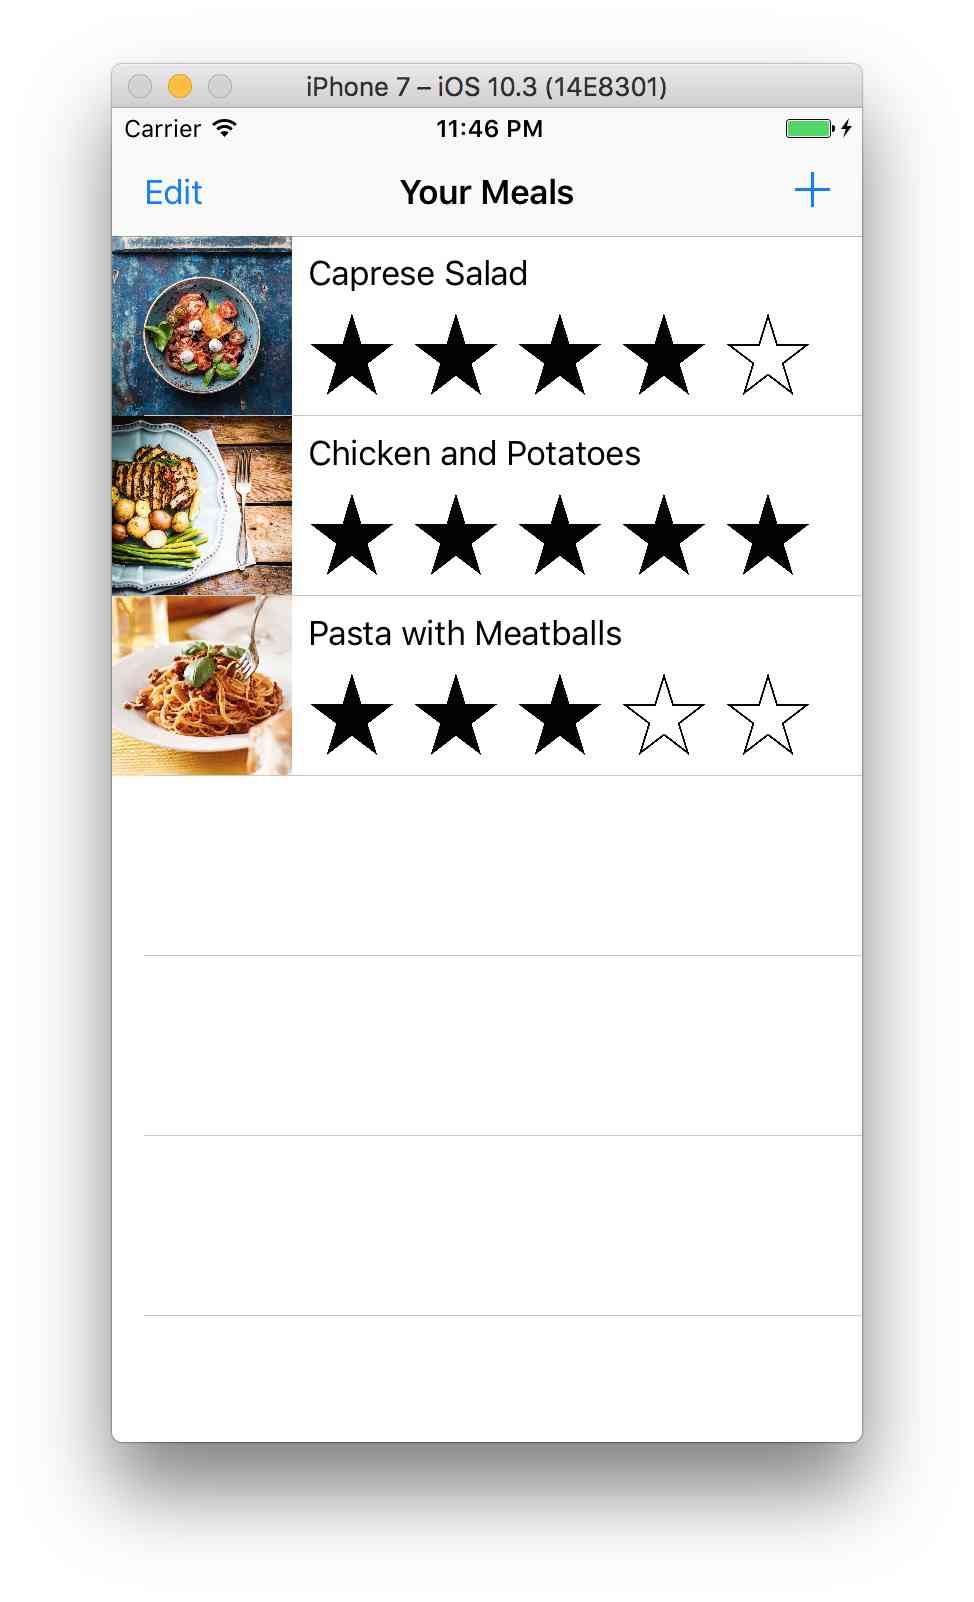 iPhone 7 – iOS 10.3 (14E8301)
Carrier 11:46 PM
Edit Your Meals +
Caprese Salad
Chicken and Potatoes
Pasta with Meatballs